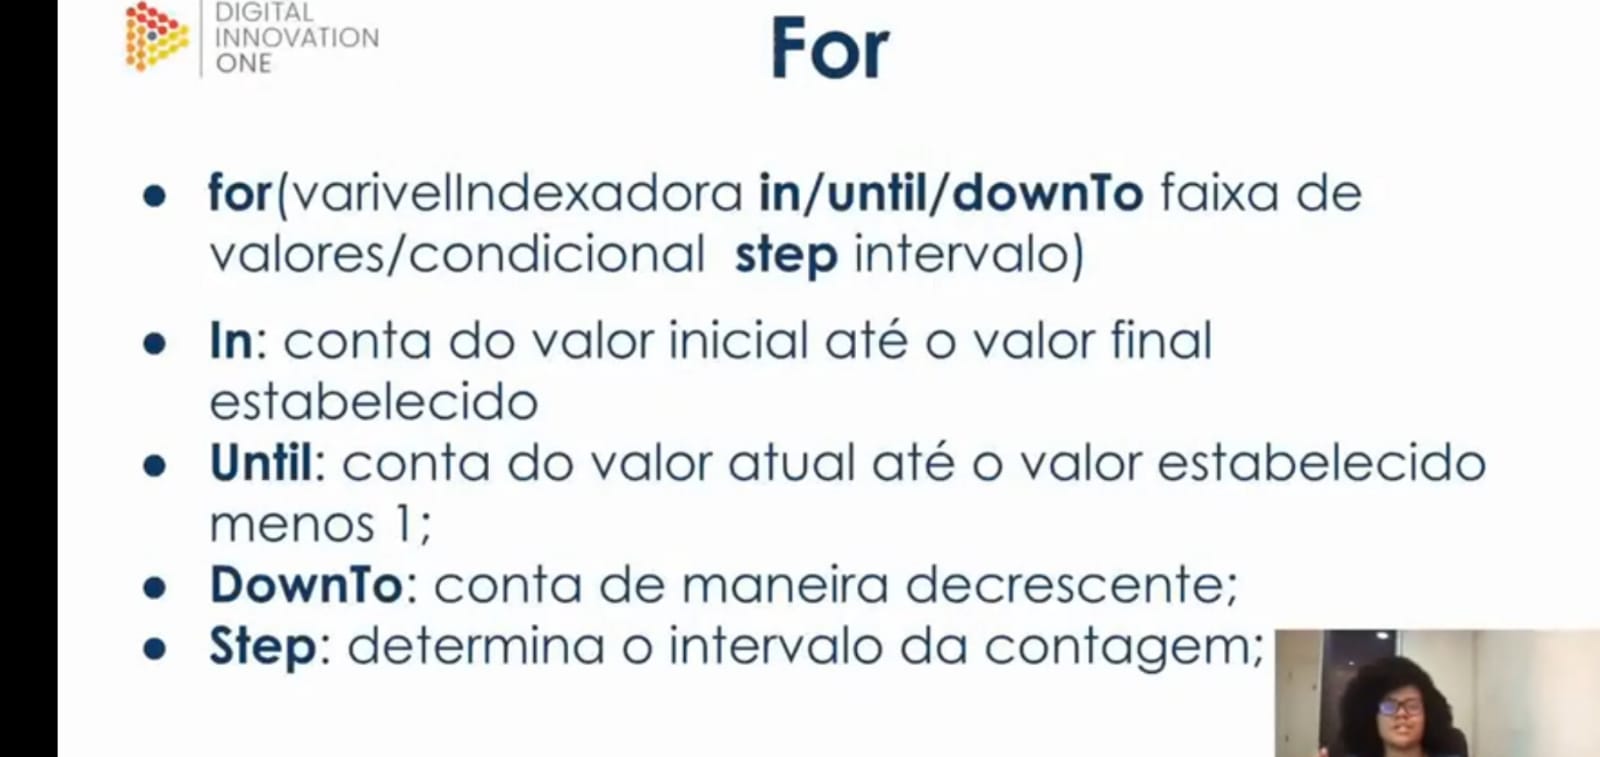 DIGITAL
INNOVATION
ONE
For
● for(varivelIndexadora in/until/downTo faixa de
valores/condicional step intervalo)
● In: conta do valor inicial até o valor final
estabelecido
● Until: conta do valor atual até o valor estabelecido
menos 1;
● DownTo: conta de maneira decrescente;
● Step: determina o intervalo da contagem;